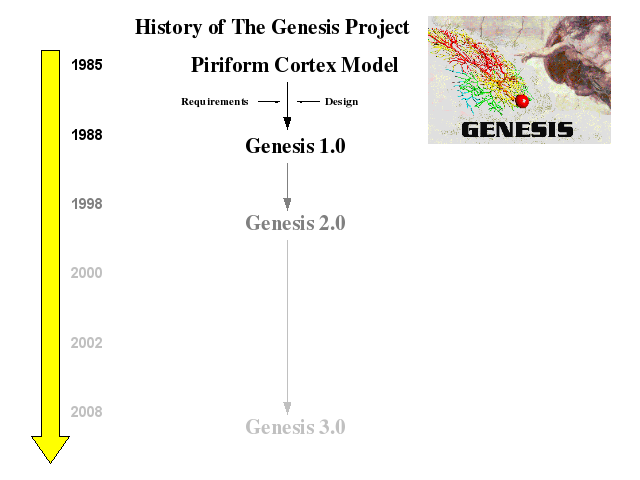 History of The Genesis Project
1985
Piriform Cortex Model
Requirements
Design
GENESIS
1988
Genesis 1.0
1998
Genesis 2.0
2000
2002
2008
Genesis 3.0